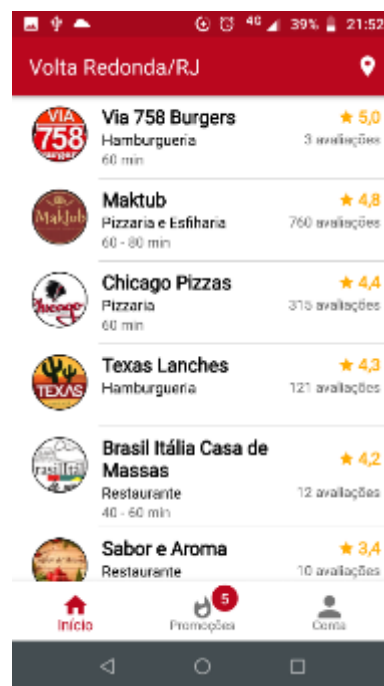 4G 39% 21:52
Volta Redonda/RJ
VIA
758
Via 758 Burgers
5,0
Hamburgueria
3 avaliações
60 min
Maktub
Maktub
4,8
Pizzaria e Esfiharia
760 avaliações
60 - 80 min
Chicago
Chicago Pizzas
4,4
Pizzaria
315 avaliações
60 min
TEXAS
Texas Lanches
4,3
Hamburgueria
121 avaliações
Brasil Itália Casa de
Massas
4,2
Restaurante
12 avaliações
40 - 60 min
Sabor e Aroma
3,4
Restaurante
10 avaliações
5
Início
Promoções
Conta